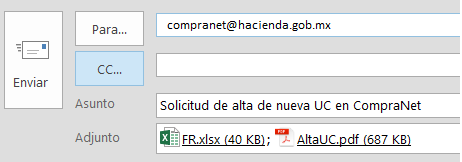 Para... compranet@hacienda.gob.mx
CC...
Enviar
Asunto Solicitud de alta de nueva UC en CompraNet
Adjunto FR.xlsx (40 KB); AltaUC.pdf (687 KB)